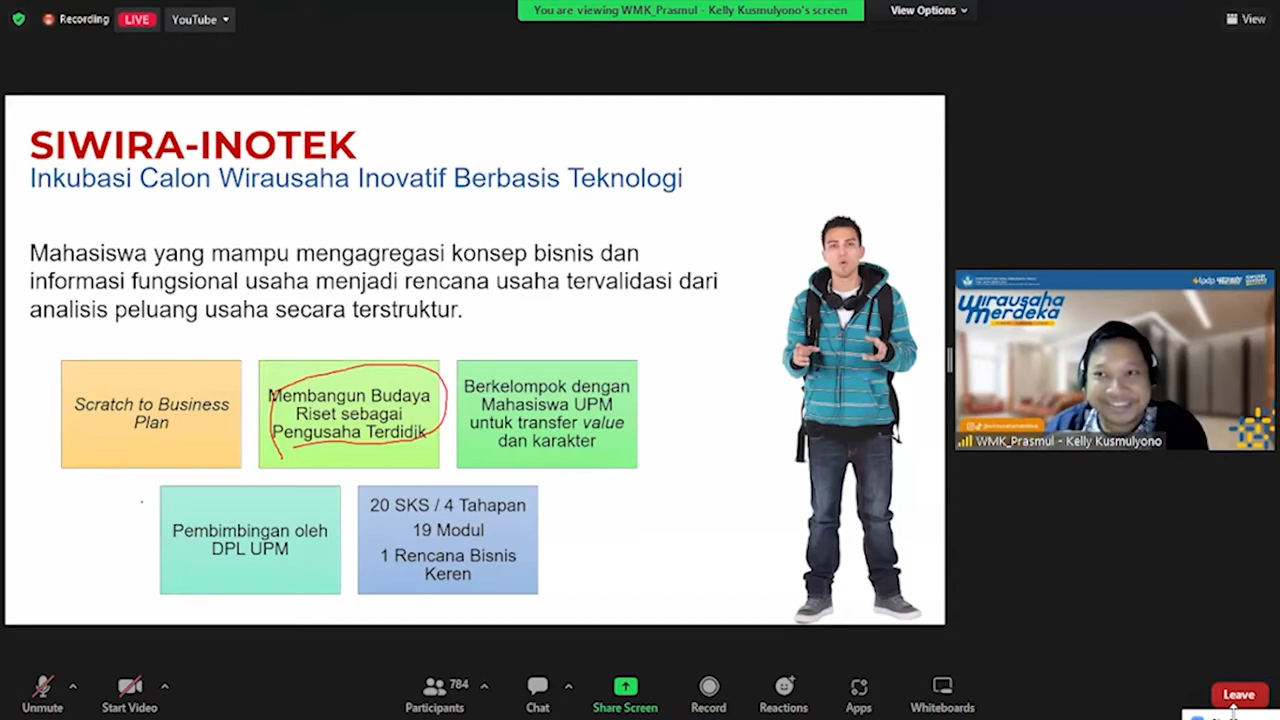 Recording
LIVE
YouTube
You are viewing WMK_Prasmul - Kelly Kusmulyono's screen
View Options
View
SIWIRA-INOTEK
Inkubasi Calon Wirausaha Inovatif Berbasis Teknologi
Mahasiswa yang mampu mengagregasi konsep bisnis dan
informasi fungsional usaha menjadi rencana usaha tervalidasi dari
analisis peluang usaha secara terstruktur.
Scratch to Business
Plan
Membangun Budaya
Riset sebagai
Pengusaha Terdidik
Berkelompok dengan
Mahasiswa UPM
untuk transfer value
dan karakter
Pembimbingan oleh
DPL UPM
20 SKS / 4 Tahapan
19 Modul
1 Rencana Bisnis
Keren
lpdp
wirausaha
merdeka
WMK_Prasmul - Kelly Kusmulyono
Unmute
Start Video
784
Participants
Chat
Share Screen
Record
Reactions
Apps
Whiteboards
Leave